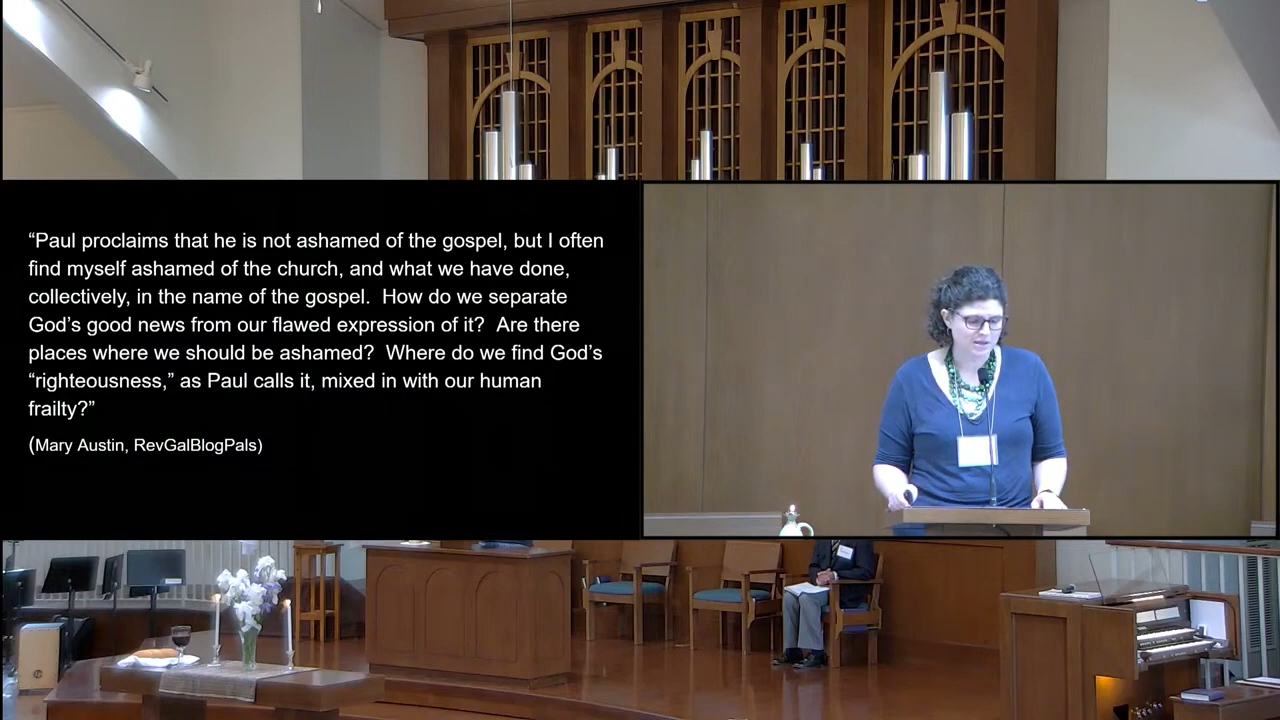 “Paul proclaims that he is not ashamed of the gospel, but I often
find myself ashamed of the church, and what we have done,
collectively, in the name of the gospel.  How do we separate
God’s good news from our flawed expression of it?  Are there
places where we should be ashamed?  Where do we find God’s
“righteousness,” as Paul calls it, mixed in with our human
frailty?”
(Mary Austin, RevGalBlogPals)